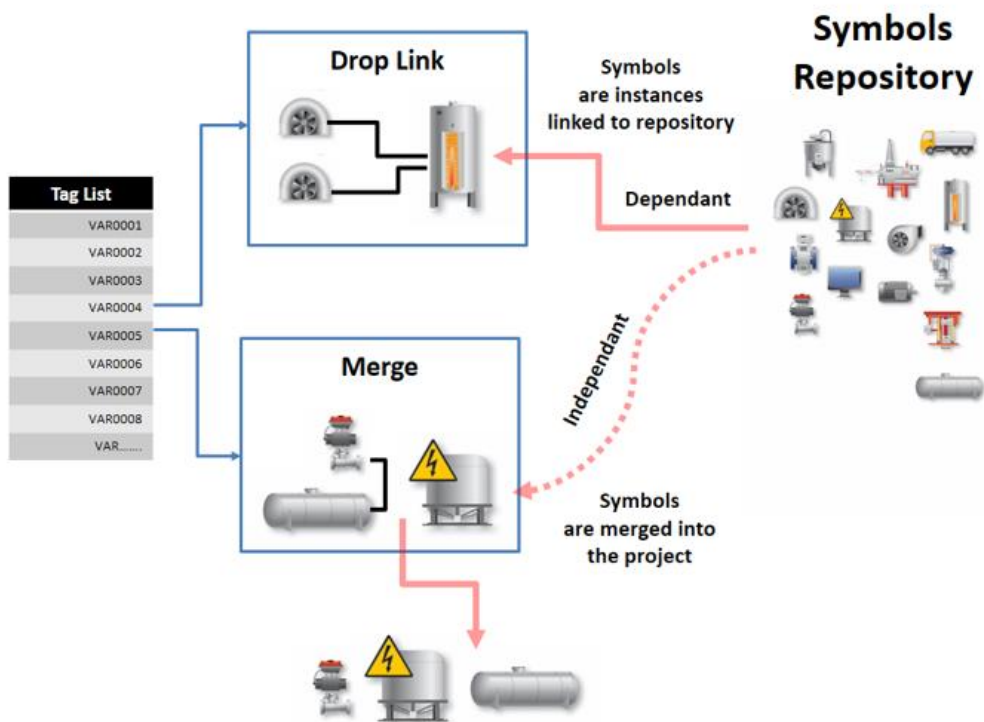 Symbols
Repository
Drop Link
Symbols
are instances
linked to repository
Dependant
Tag List
VAR0001
VAR0002
VAR0003
VAR0004
VAR0005
VAR0006
VAR0007
VAR0008
VAR.......
Merge
Independant
Symbols
are merged into
the project